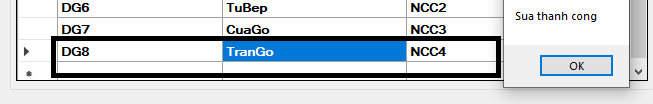 DG6 TuBep NCC2
DG7 CuaGo NCC3
DG8 TranGo NCC4
Sua thanh cong
OK